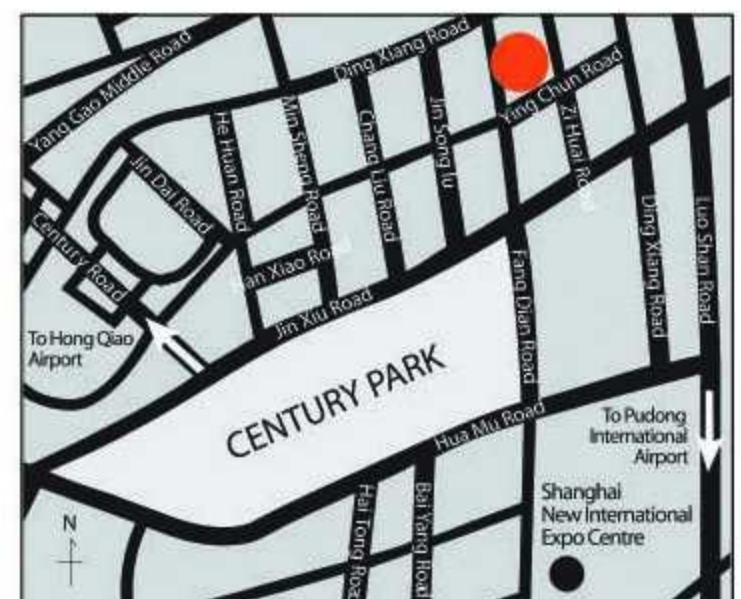 Yang Gao Middle Road
Ding Xiang Road
Ying Chun Road
He Huan Road
Min Sheng Road
Chang Liu Road
Jin Song lu
Zi Huai Road
Jin Dai Road
Century Road
Xiao Road
Jin Xiu Road
Fang Dian Road
Ding Xiang Road
Luo Shan Road
To Hong Qiao
Airport
CENTURY PARK
Hua Mu Road
To Pudong
International
Airport
Hai Tong Road
Bai Yang Road
Shanghai
New International
Expo Centre
N